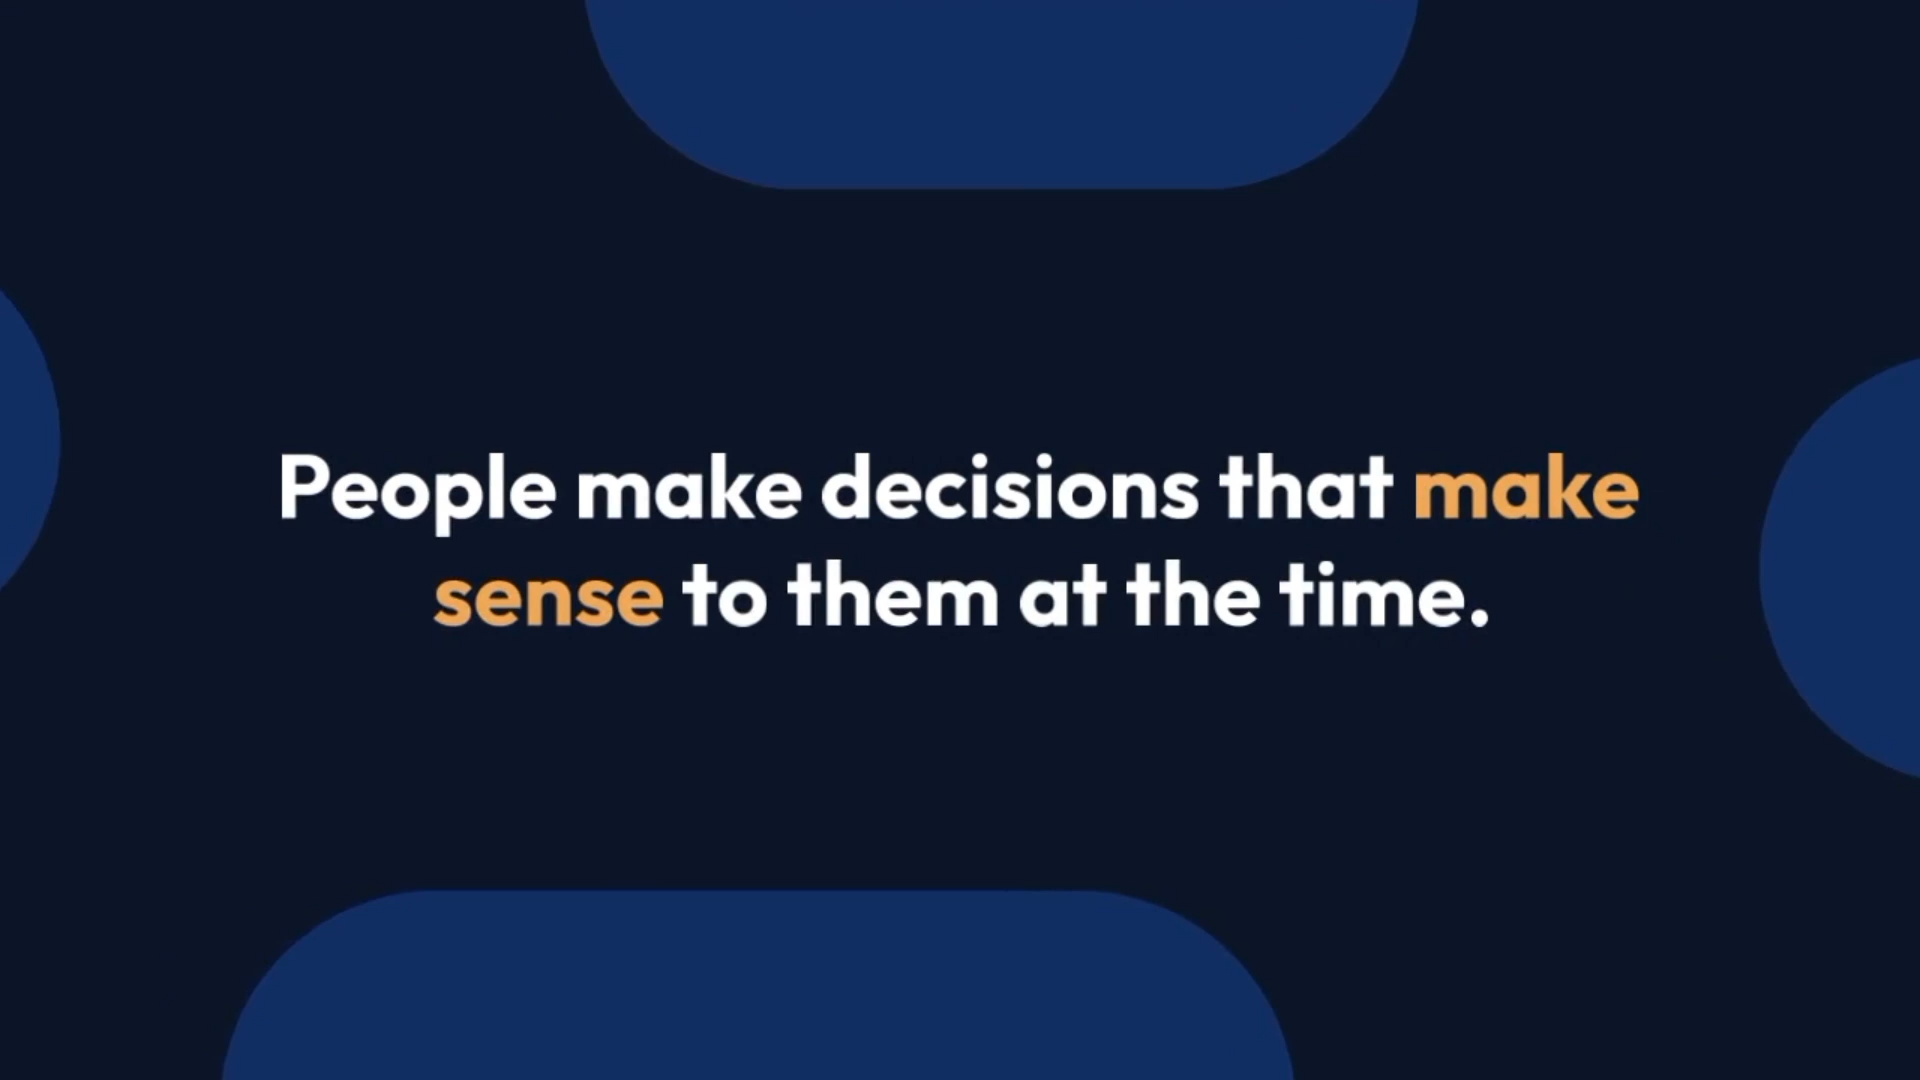 People make decisions that make
sense to them at the time.